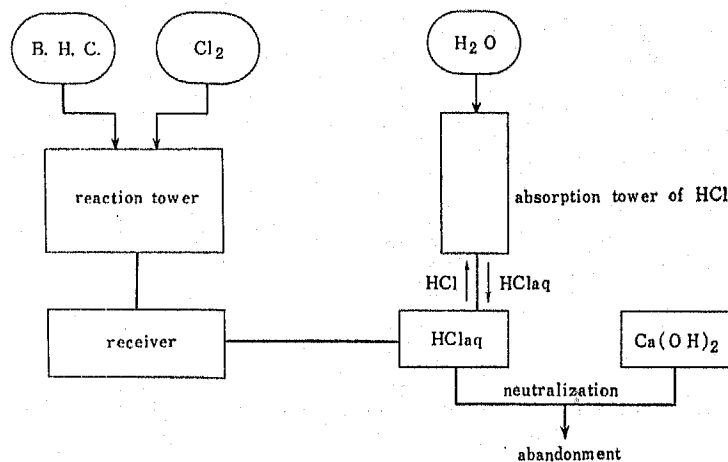 B. H. C.
Cl₂
H₂O
reaction tower
absorption tower of HCl
HCl
HClaq
receiver
HClaq
Ca(OH)₂
neutralization
abandonment